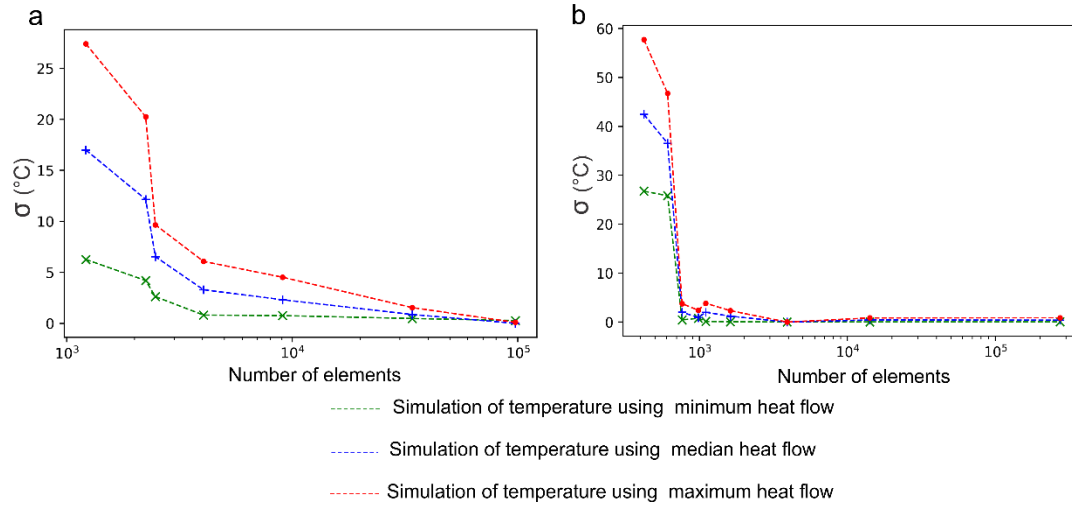 a
25
20
15
10
5
0
σ (°C)
10³
10⁴
10⁵
Number of elements
b
60
50
40
30
20
10
0
σ (°C)
10³
10⁴
10⁵
Number of elements
Simulation of temperature using minimum heat flow
Simulation of temperature using median heat flow
Simulation of temperature using maximum heat flow